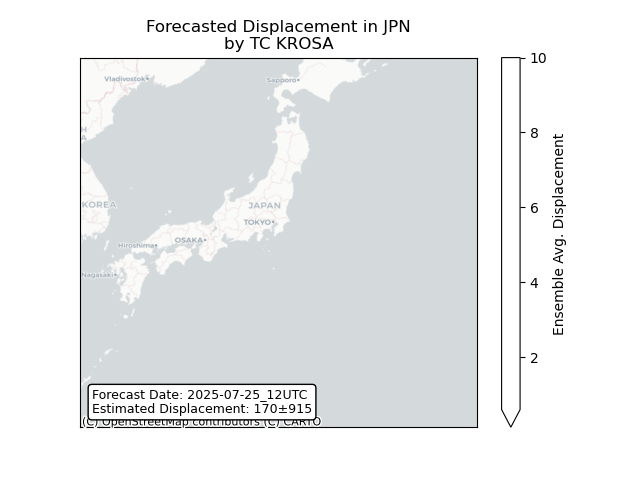 Forecasted Displacement in JPN
by TC KROSA
Vladivostok
Sapporo
H
A
KOREA
JAPAN
TOKYO
OSAKA
Hiroshima
Nagasaki
Forecast Date: 2025-07-25_12UTC
Estimated Displacement: 170±915
(C) OpenStreetMap contributors (C) CARTO
10
8
6
4
2
Ensemble Avg. Displacement